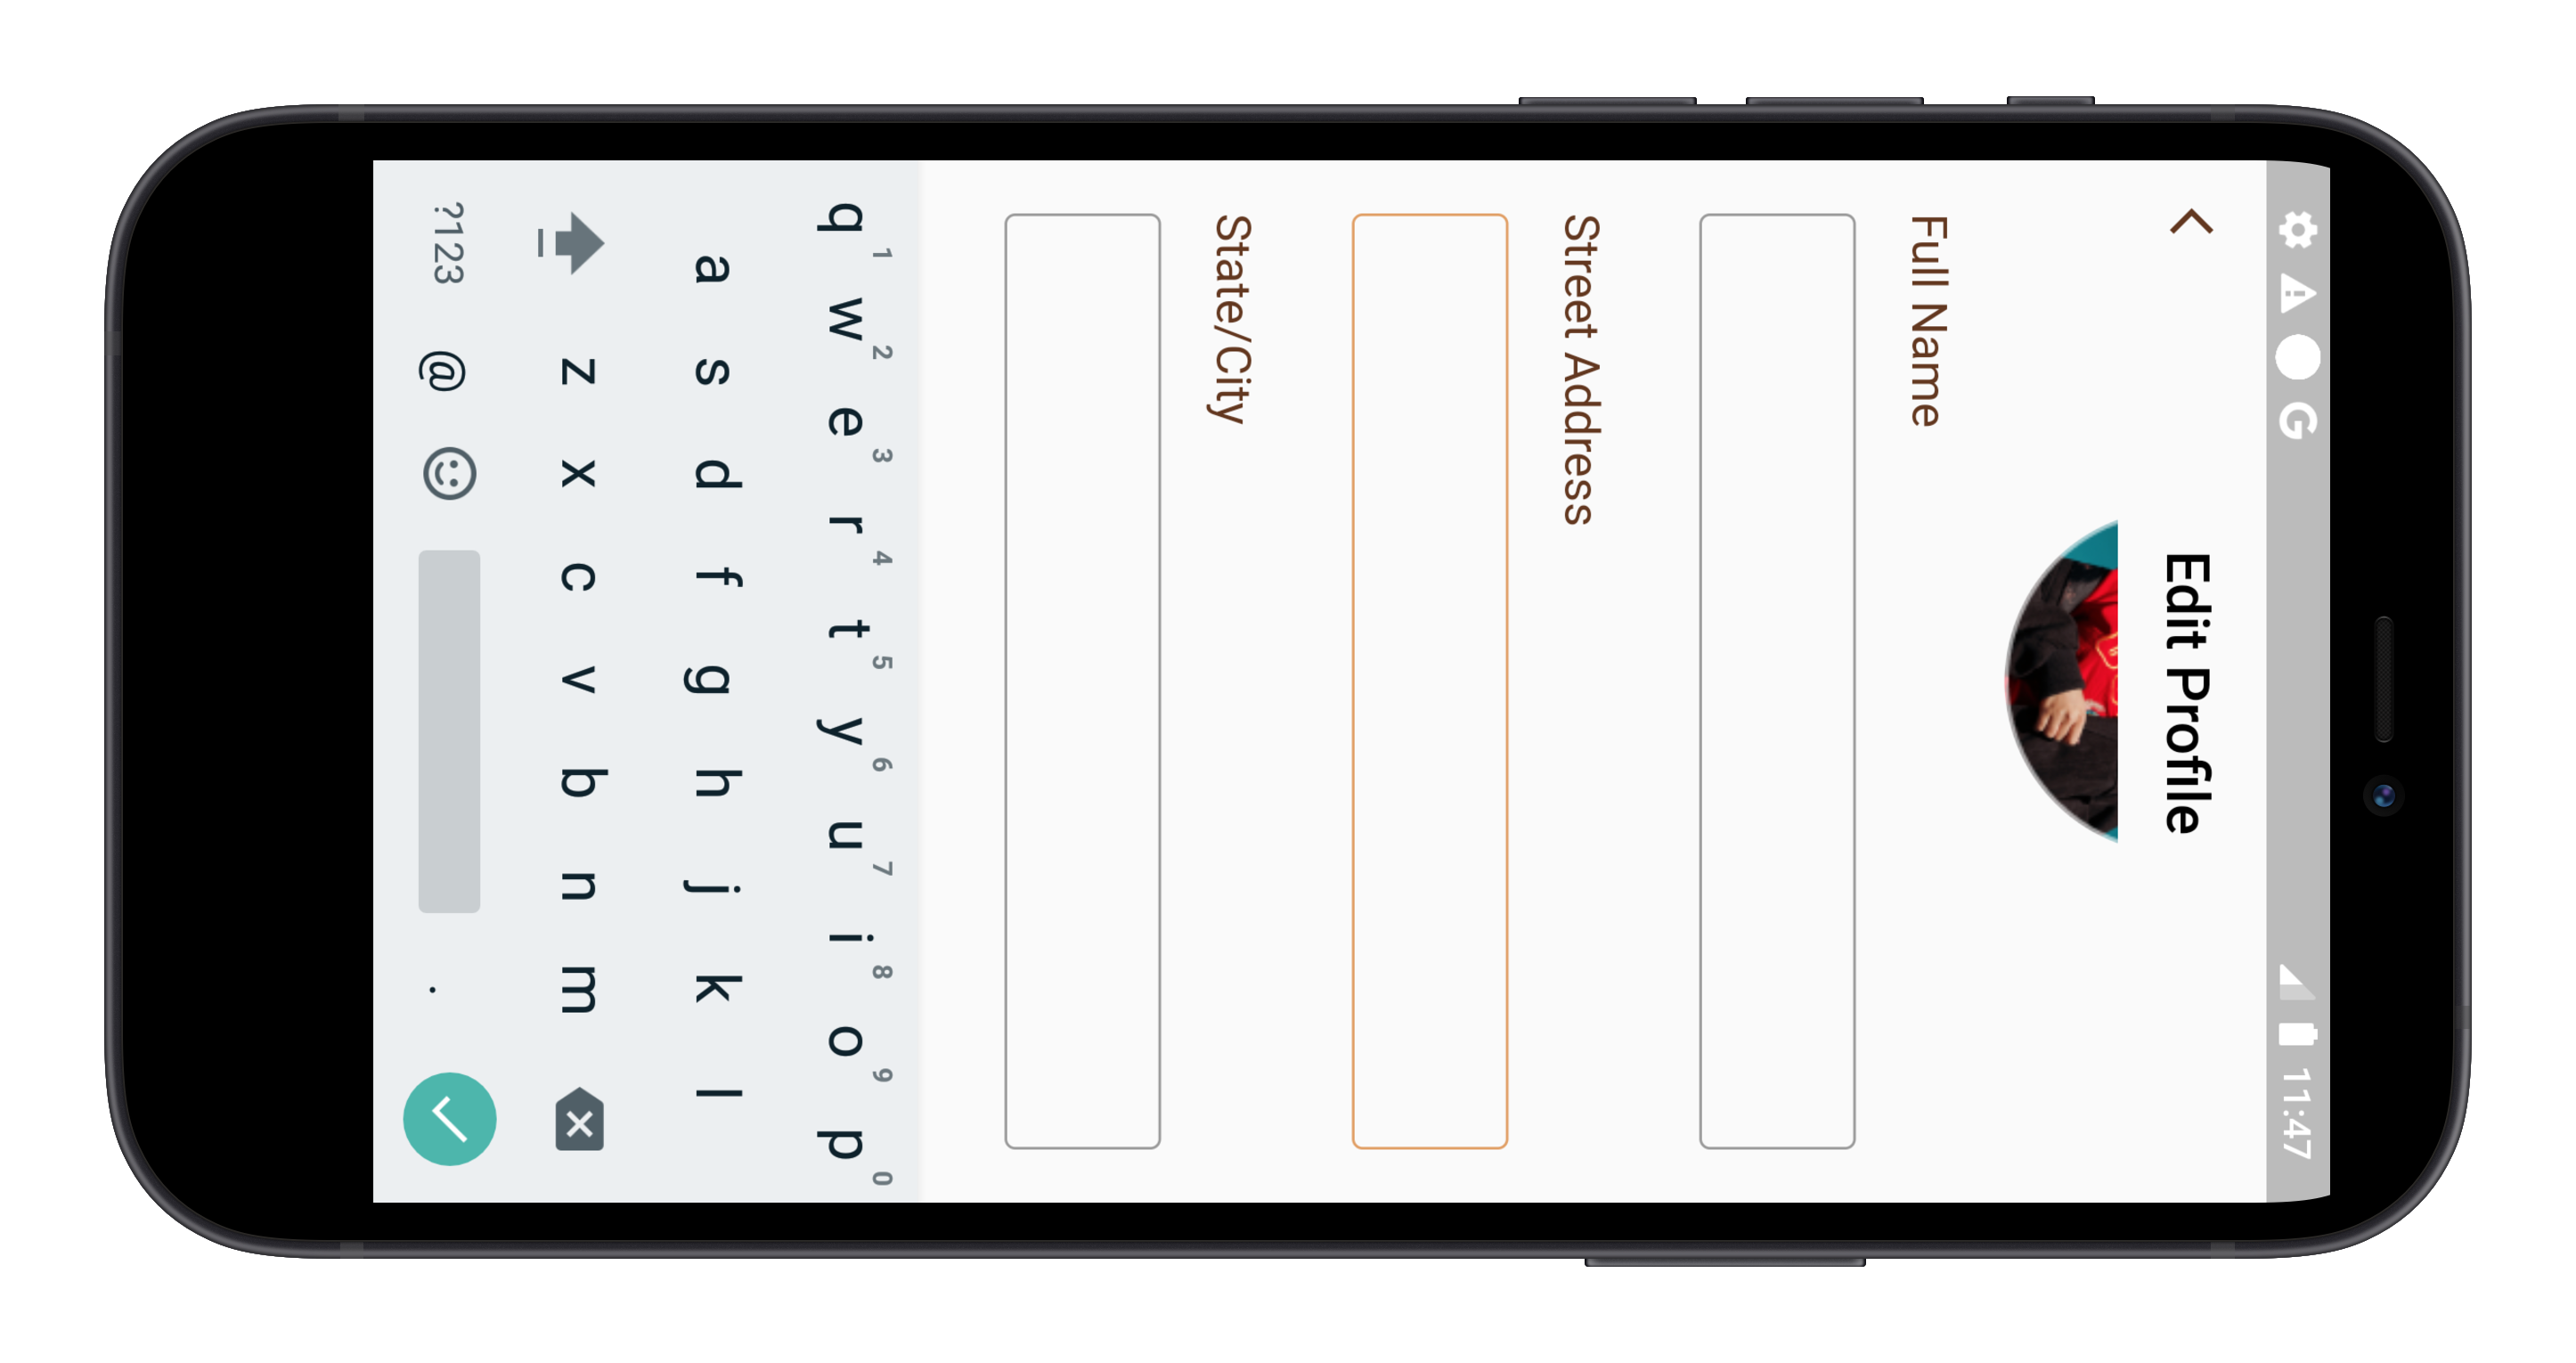 11:47
Edit Profile
Full Name
Street Address
State/City
q 1 w 2 e 3 r 4 t 5 y 6 u 7 i 8 o 9 p 0
a s d f g h j k l
z x c v b n m
?123 @ .